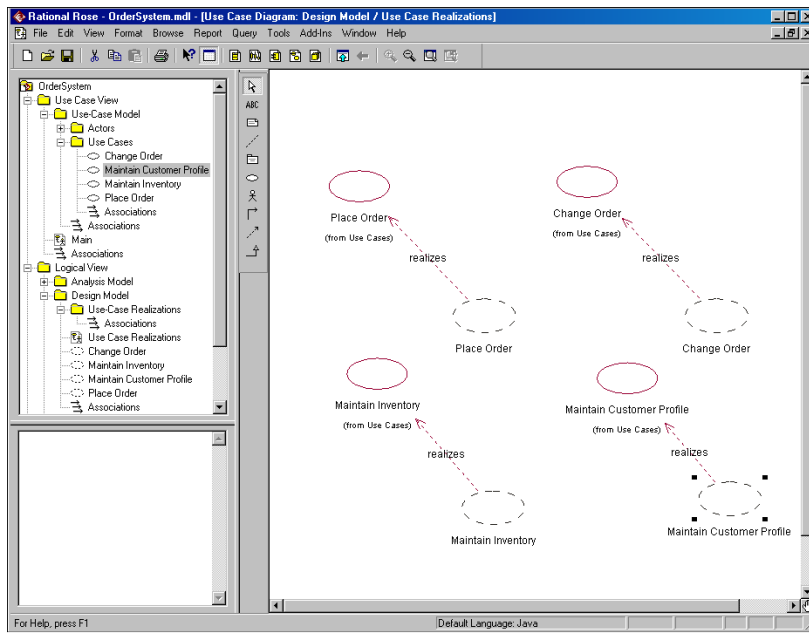 Rational Rose - OrderSystem.mdl - [Use Case Diagram: Design Model / Use Case Realizations]
File Edit View Format Browse Report Query Tools Add-Ins Window Help
OrderSystem
Use Case View
Use-Case Model
Actors
Use Cases
Change Order
Maintain Customer Profile
Maintain Inventory
Place Order
Associations
Associations
Main
Associations
Logical View
Analysis Model
Design Model
Use-Case Realizations
Associations
Use Case Realizations
Change Order
Maintain Inventory
Maintain Customer Profile
Place Order
Associations
ABC
Place Order
(from Use Cases)
realizes
Place Order
Change Order
(from Use Cases)
realizes
Change Order
Maintain Inventory
(from Use Cases)
realizes
Maintain Inventory
Maintain Customer Profile
(from Use Cases)
realizes
Maintain Customer Profile
For Help, press F1
Default Language: Java